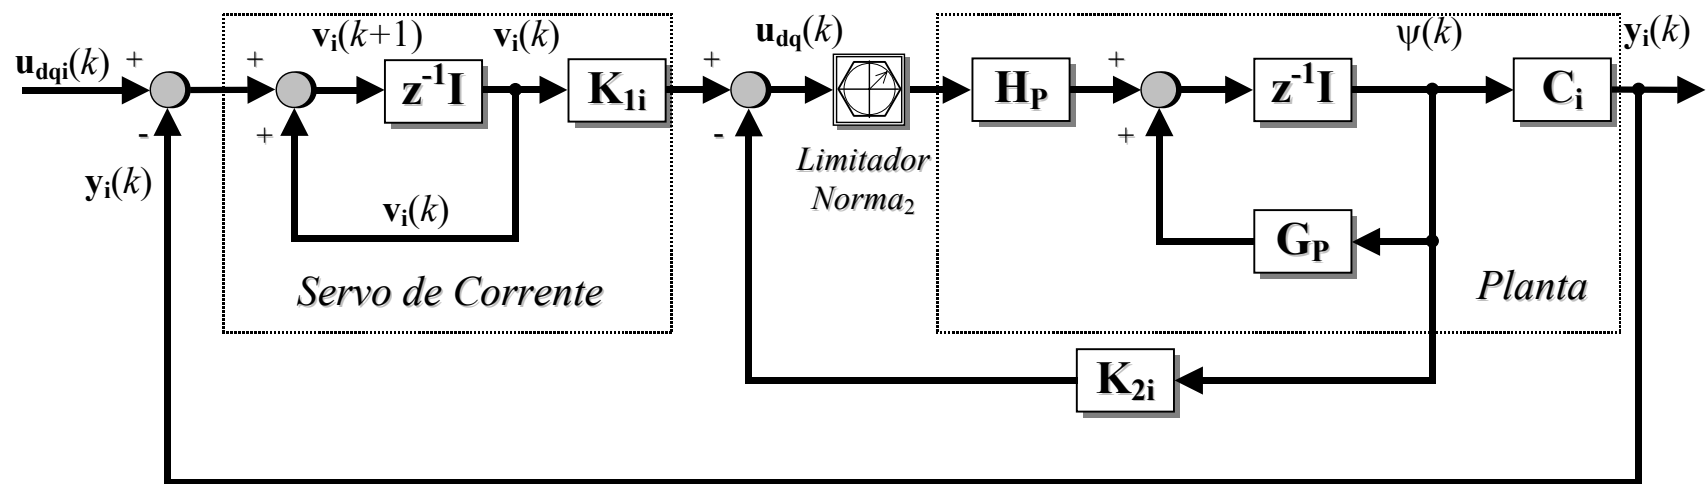 u_dqi(k)
+
-
y_i(k)
+
+
v_i(k+1)
v_i(k)
z^-1 I
K_1i
v_i(k)
Servo de Corrente
+
-
u_dq(k)
Limitador
Norma_2
H_P
+
+
z^-1 I
ψ(k)
C_i
y_i(k)
G_P
Planta
K_2i